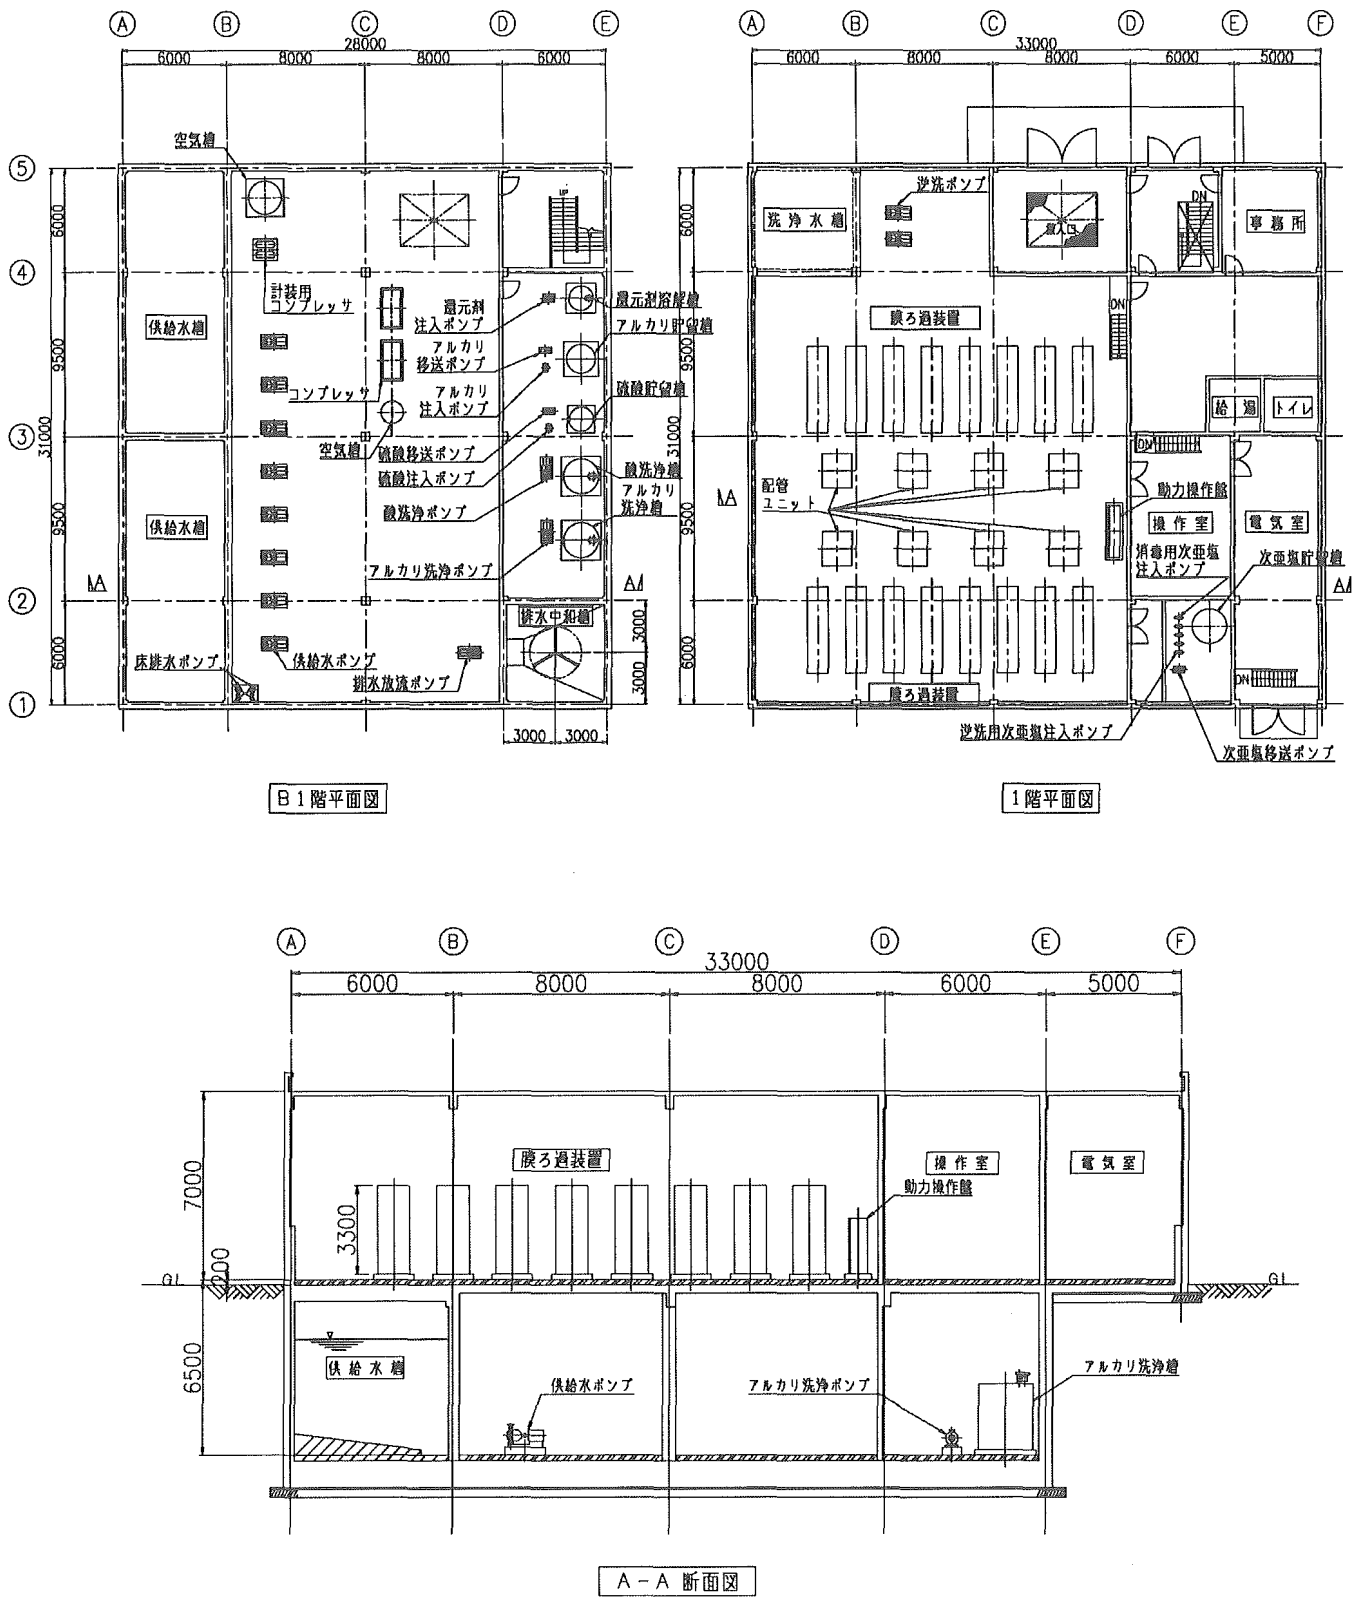 A B C D E
28000
6000 8000 8000 6000
5
4
3
2
1
6000
9500
31000
9500
6000
空気槽
UP
計装用
コンプレッサ
供給水槽
還元剤
注入ポンプ
還元剤溶解槽
アルカリ貯留槽
アルカリ
移送ポンプ
コンプレッサ
アルカリ
注入ポンプ
硫酸貯留槽
空気槽
硫酸移送ポンプ
硫酸注入ポンプ
酸洗浄槽
アルカリ
洗浄槽
供給水槽
酸洗浄ポンプ
アルカリ洗浄ポンプ
A A
排水中和槽
3000
3000
床排水ポンプ
供給水ポンプ
排水放流ポンプ
3000 3000
B1階平面図
A B C D E F
33000
6000 8000 8000 6000 5000
6000
9500
31000
9500
6000
洗浄水槽
逆洗ポンプ
搬入口
DN
事務所
膜ろ過装置
DN
給湯
トイレ
DN
配管
ユニット
動力操作盤
操作室
電気室
消毒用次亜塩
注入ポンプ
次亜塩貯留槽
A A
DN
膜ろ過装置
逆洗用次亜塩注入ポンプ
次亜塩移送ポンプ
1階平面図
A B C D E F
33000
6000 8000 8000 6000 5000
7000
膜ろ過装置
操作室
電気室
動力操作盤
3300
200
GL
GL
6500
供給水槽
供給水ポンプ
アルカリ洗浄ポンプ
アルカリ洗浄槽
A-A 断面図